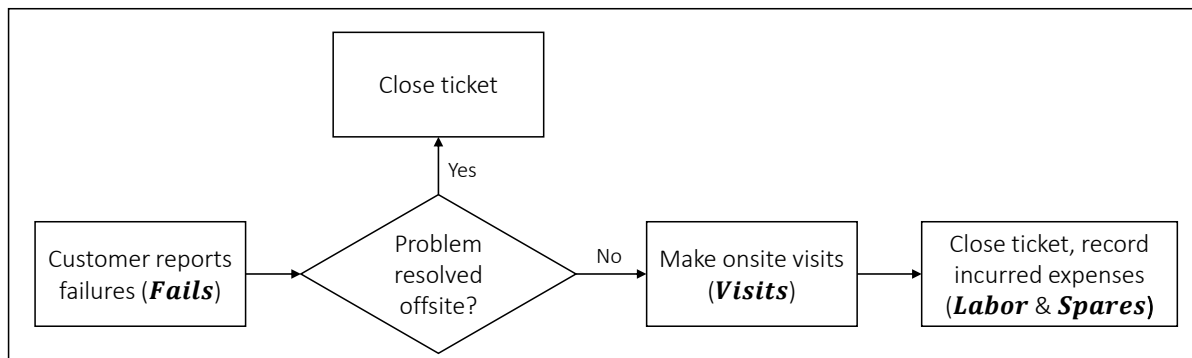 Close ticket
Yes
Customer reports
failures (Fails)
Problem
resolved
offsite?
No
Make onsite visits
(Visits)
Close ticket, record
incurred expenses
(Labor & Spares)